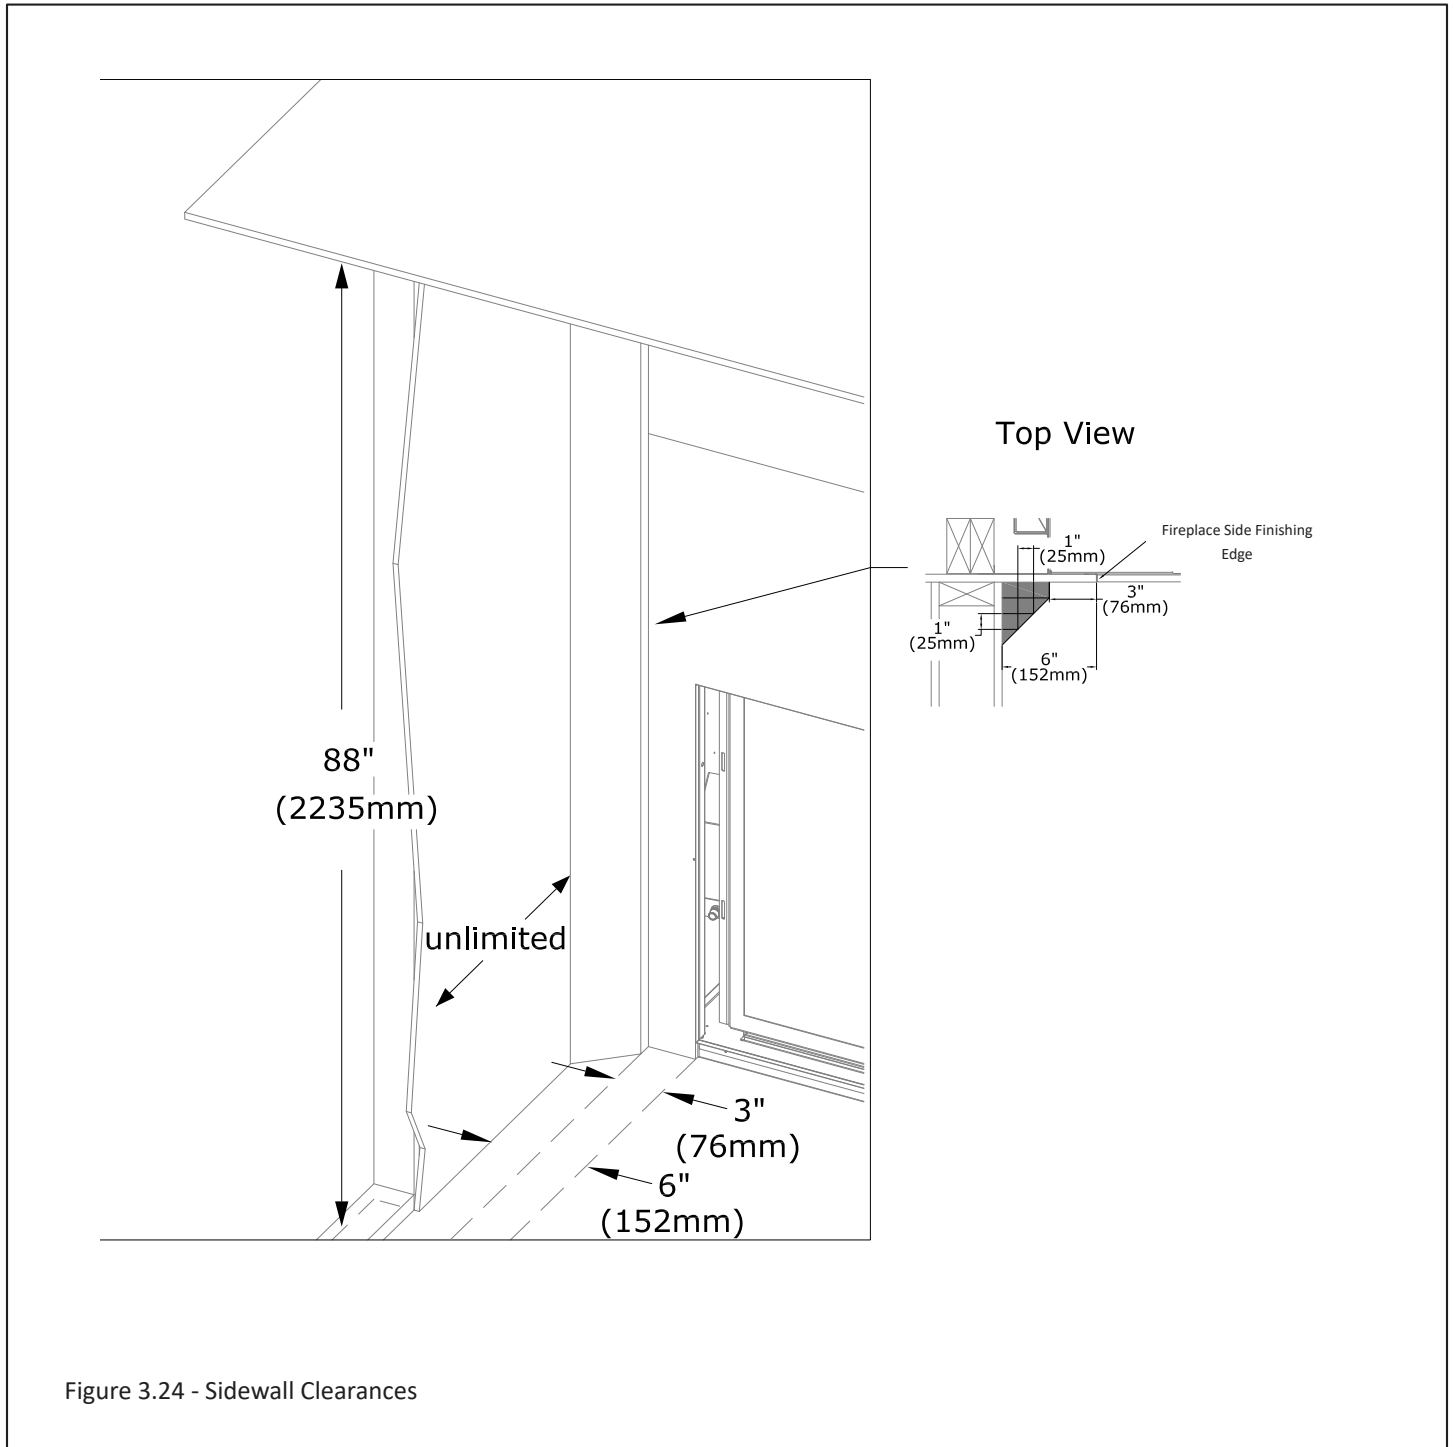 Top View
Fireplace Side Finishing
Edge
1"
(25mm)
3"
(76mm)
1"
(25mm)
6"
(152mm)
88"
(2235mm)
unlimited
3"
(76mm)
6"
(152mm)
Figure 3.24 - Sidewall Clearances